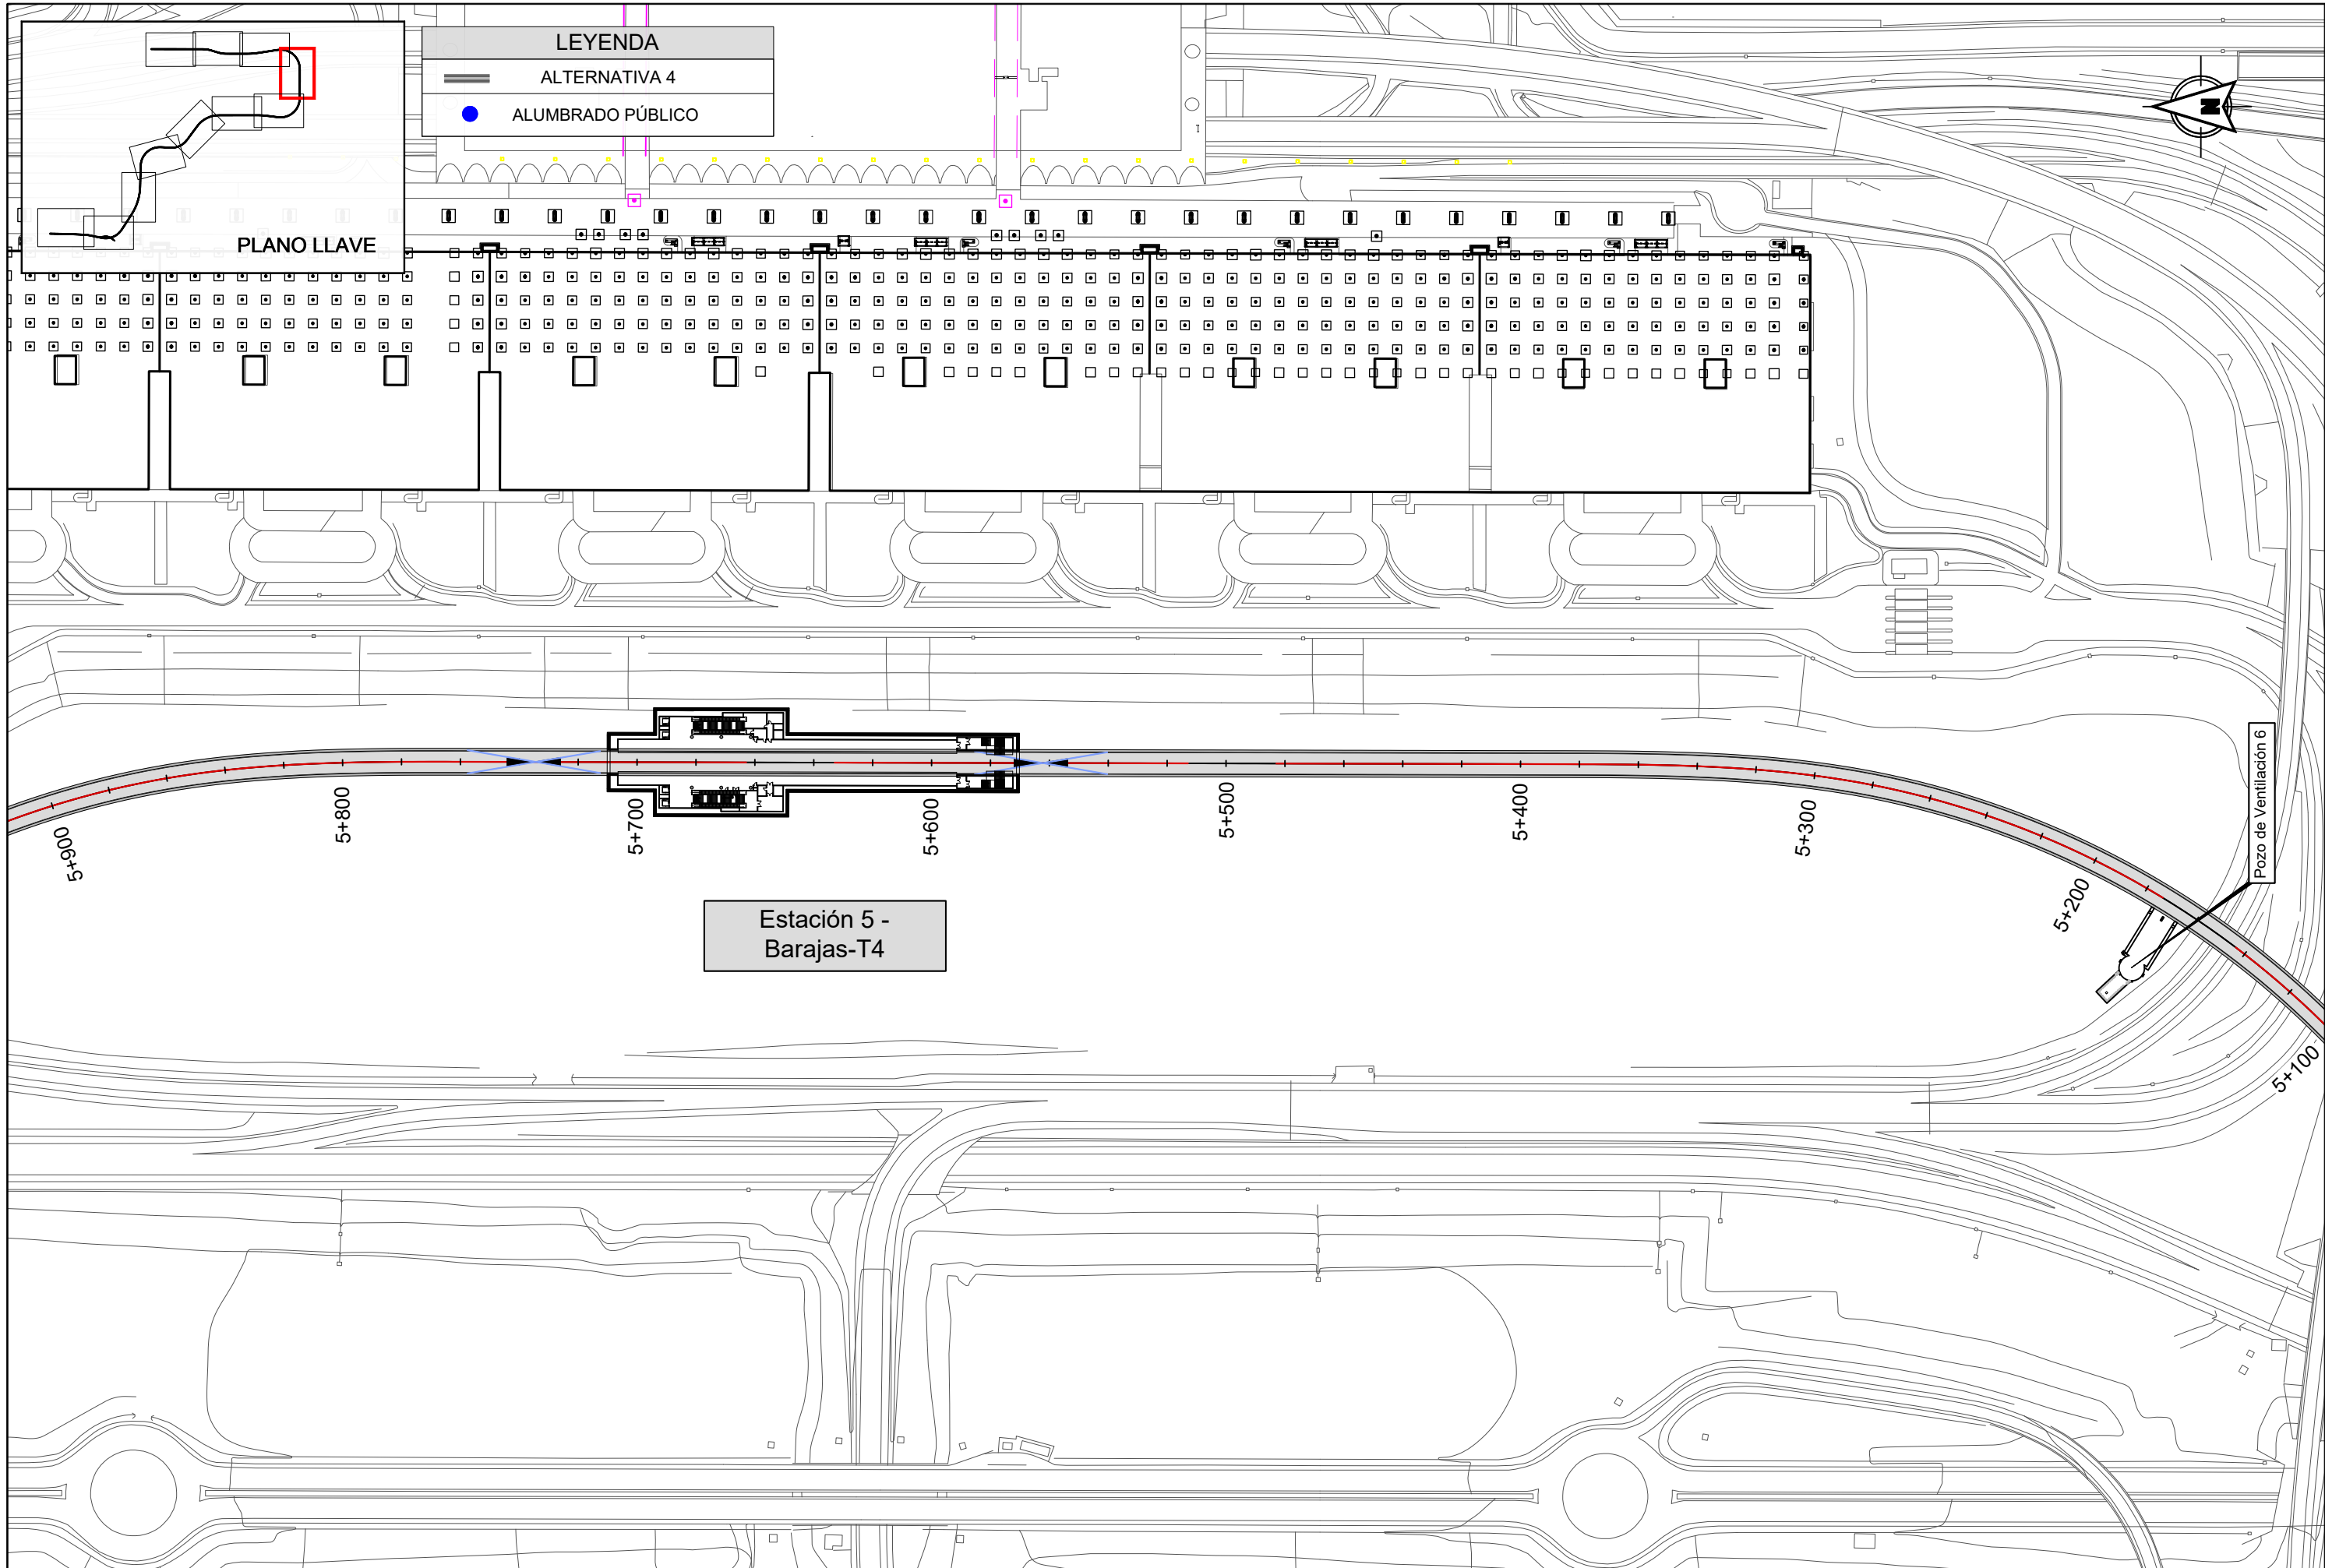 LEYENDA
ALTERNATIVA 4
ALUMBRADO PÚBLICO
PLANO LLAVE
N
5+900
5+800
5+700
5+600
5+500
5+400
5+300
5+200
5+100
Pozo de Ventilación 6
Estación 5 -
Barajas-T4